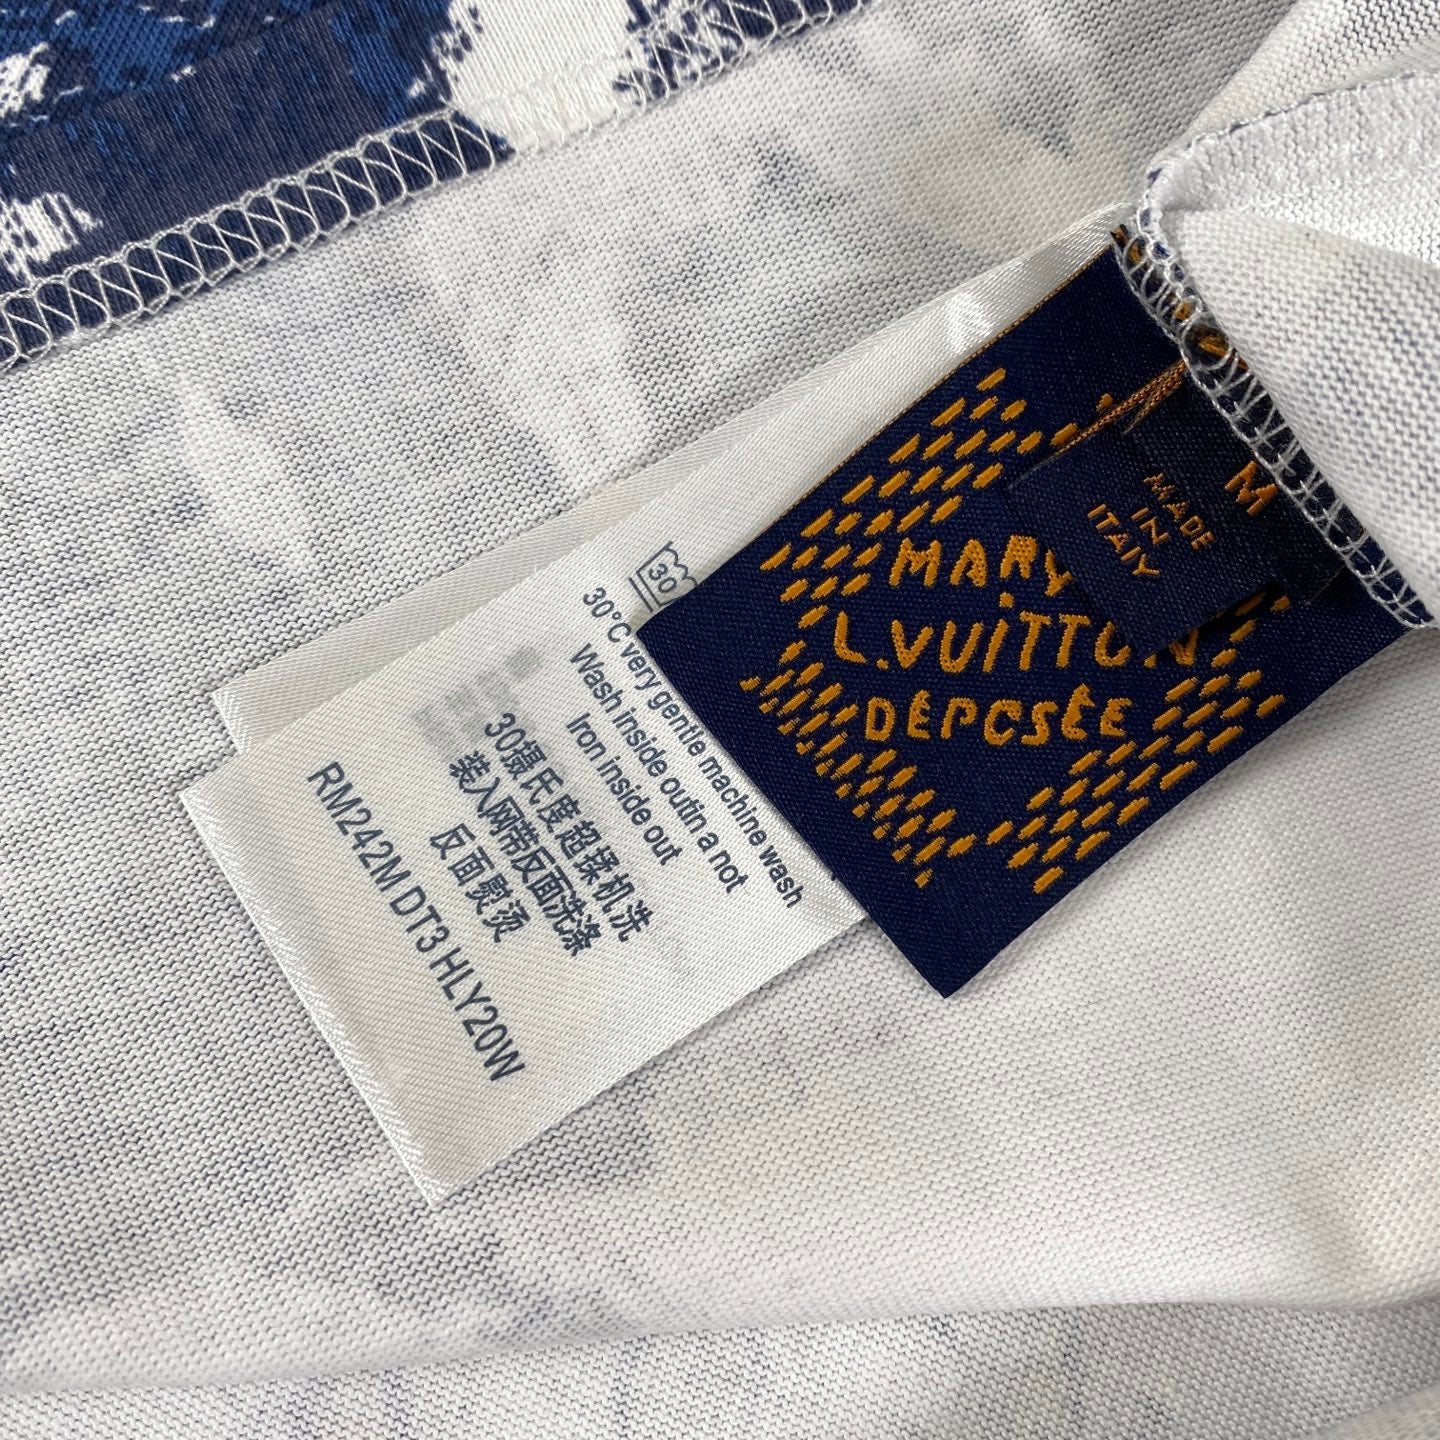 30
30°C very gentle machine wash
Wash inside outin a not
Iron inside out
30摄氏度超揉机洗
装入网带反面洗涤
反面熨烫
RM242M DT3 HLY20W
MARQUE
L.VUITTON
DÉPOSÉE
M
MADE
IN
ITALY